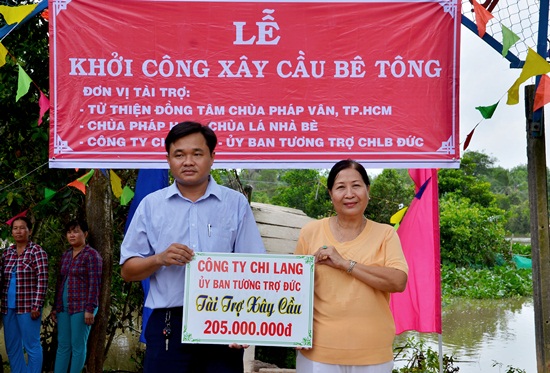 LỄ
KHỞI CÔNG XÂY CẦU BÊ TÔNG
ĐƠN VỊ TÀI TRỢ:
- TỪ THIỆN ĐỒNG TÂM CHÙA PHÁP VÂN, TP.HCM
- CHÙA PHÁP CHÙA LÁ NHÀ BÈ
- CÔNG TY CH - ỦY BAN TƯƠNG TRỢ CHLB ĐỨC
CÔNG TY CHI LANG
ỦY BAN TƯƠNG TRỢ ĐỨC
Tài Trợ Xây Cầu
205.000.000đ